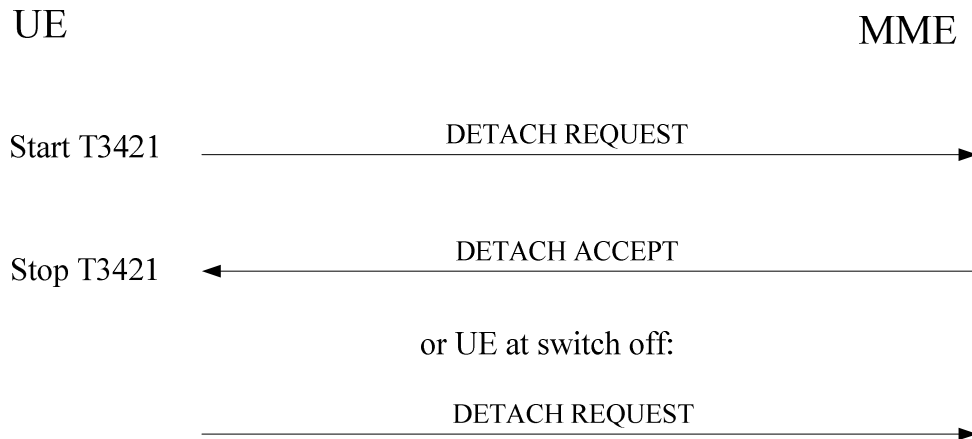 UE
MME
Start T3421
DETACH REQUEST
Stop T3421
DETACH ACCEPT
or UE at switch off:
DETACH REQUEST